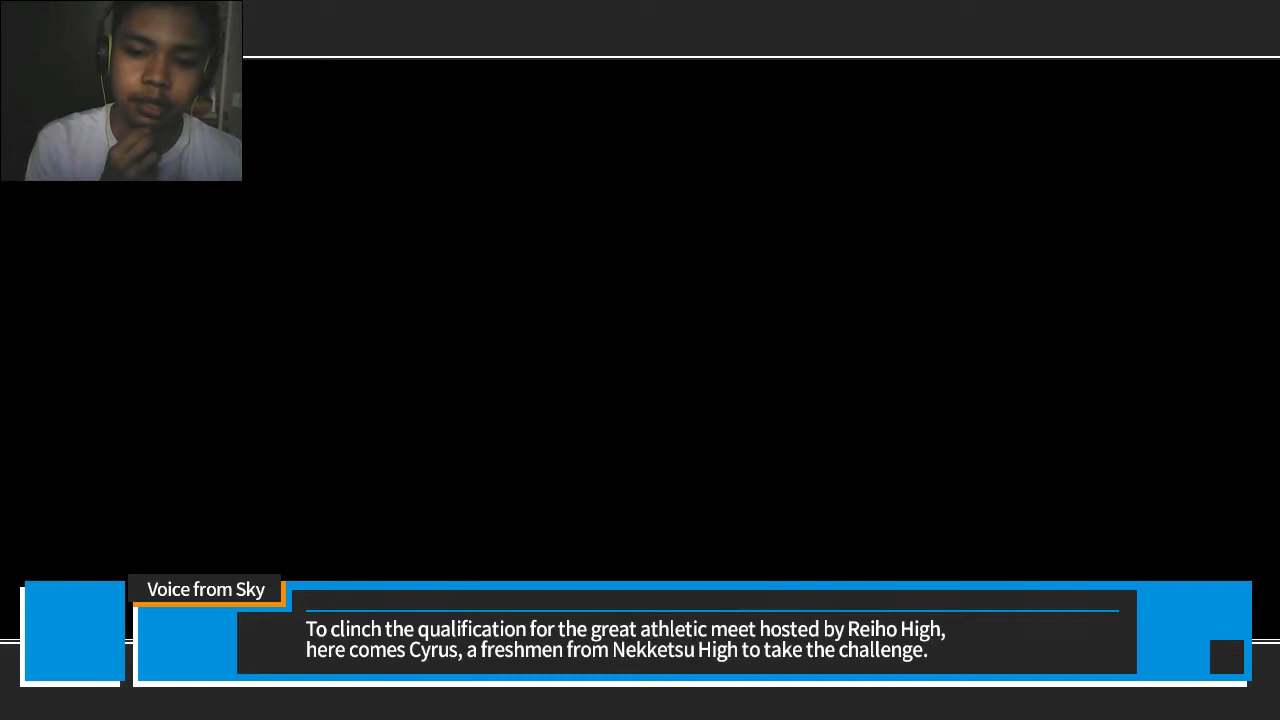 Voice from Sky
To clinch the qualification for the great athletic meet hosted by Reiho High,
here comes Cyrus, a freshmen from Nekketsu High to take the challenge.